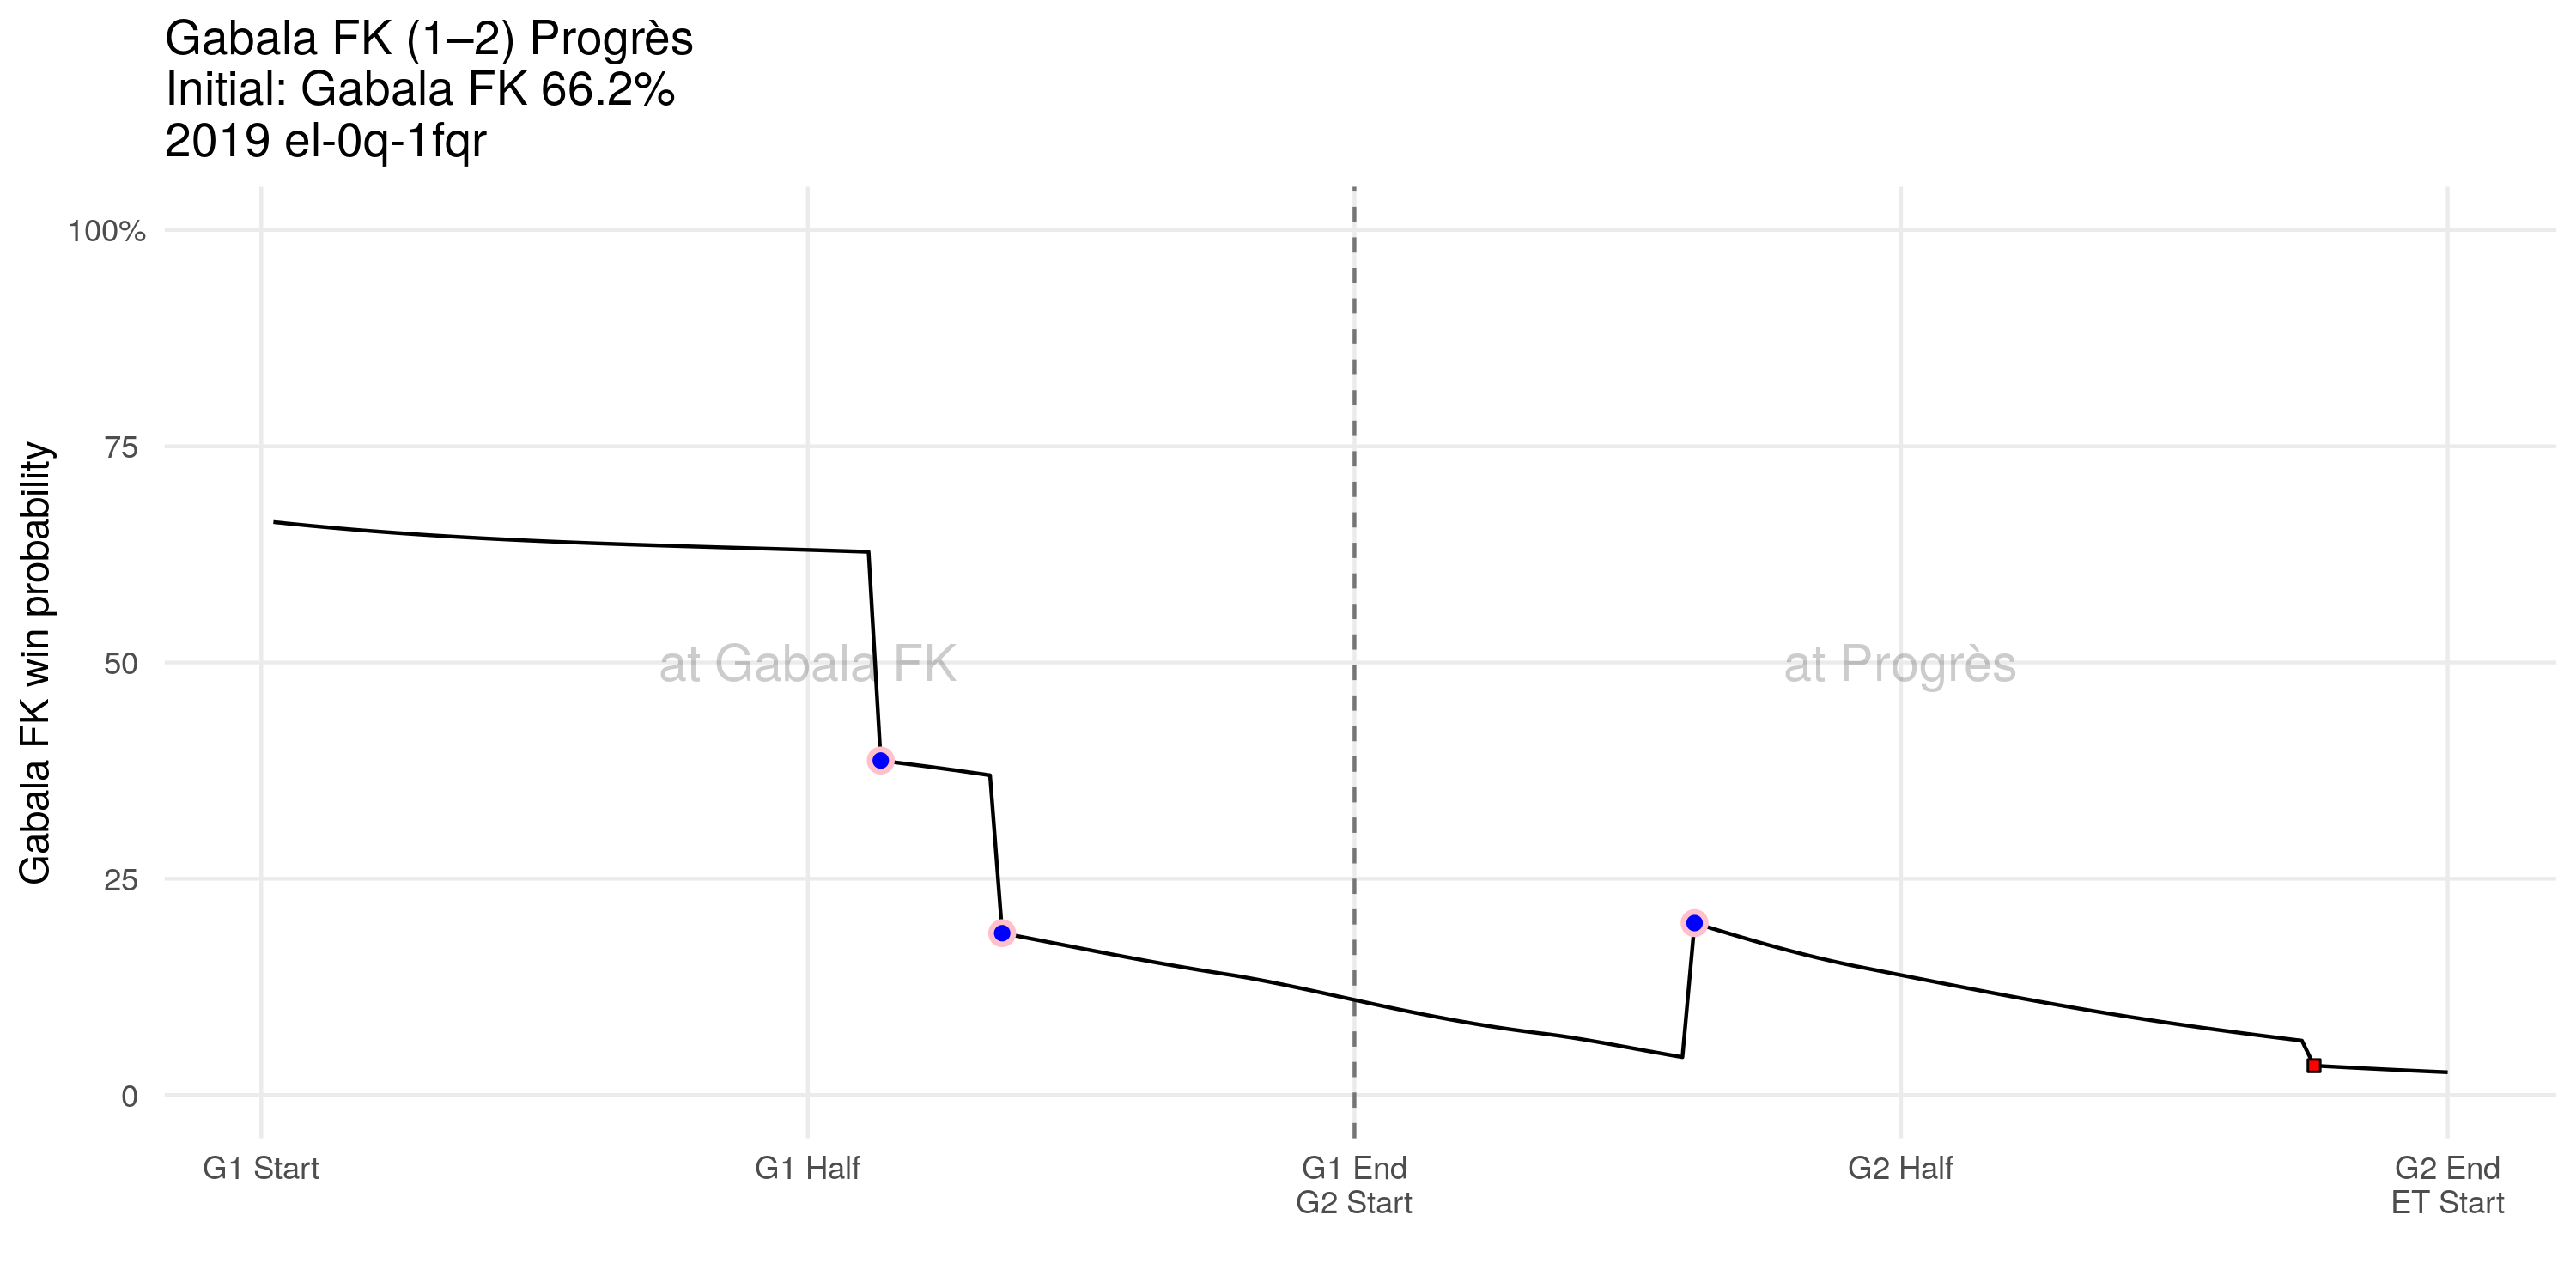 Gabala FK (1–2) Progrès
Initial: Gabala FK 66.2%
2019 el-0q-1fqr
Gabala FK win probability
100%
75
50
25
0
at Gabala FK
at Progrès
G1 Start
G1 Half
G1 End
G2 Start
G2 Half
G2 End
ET Start